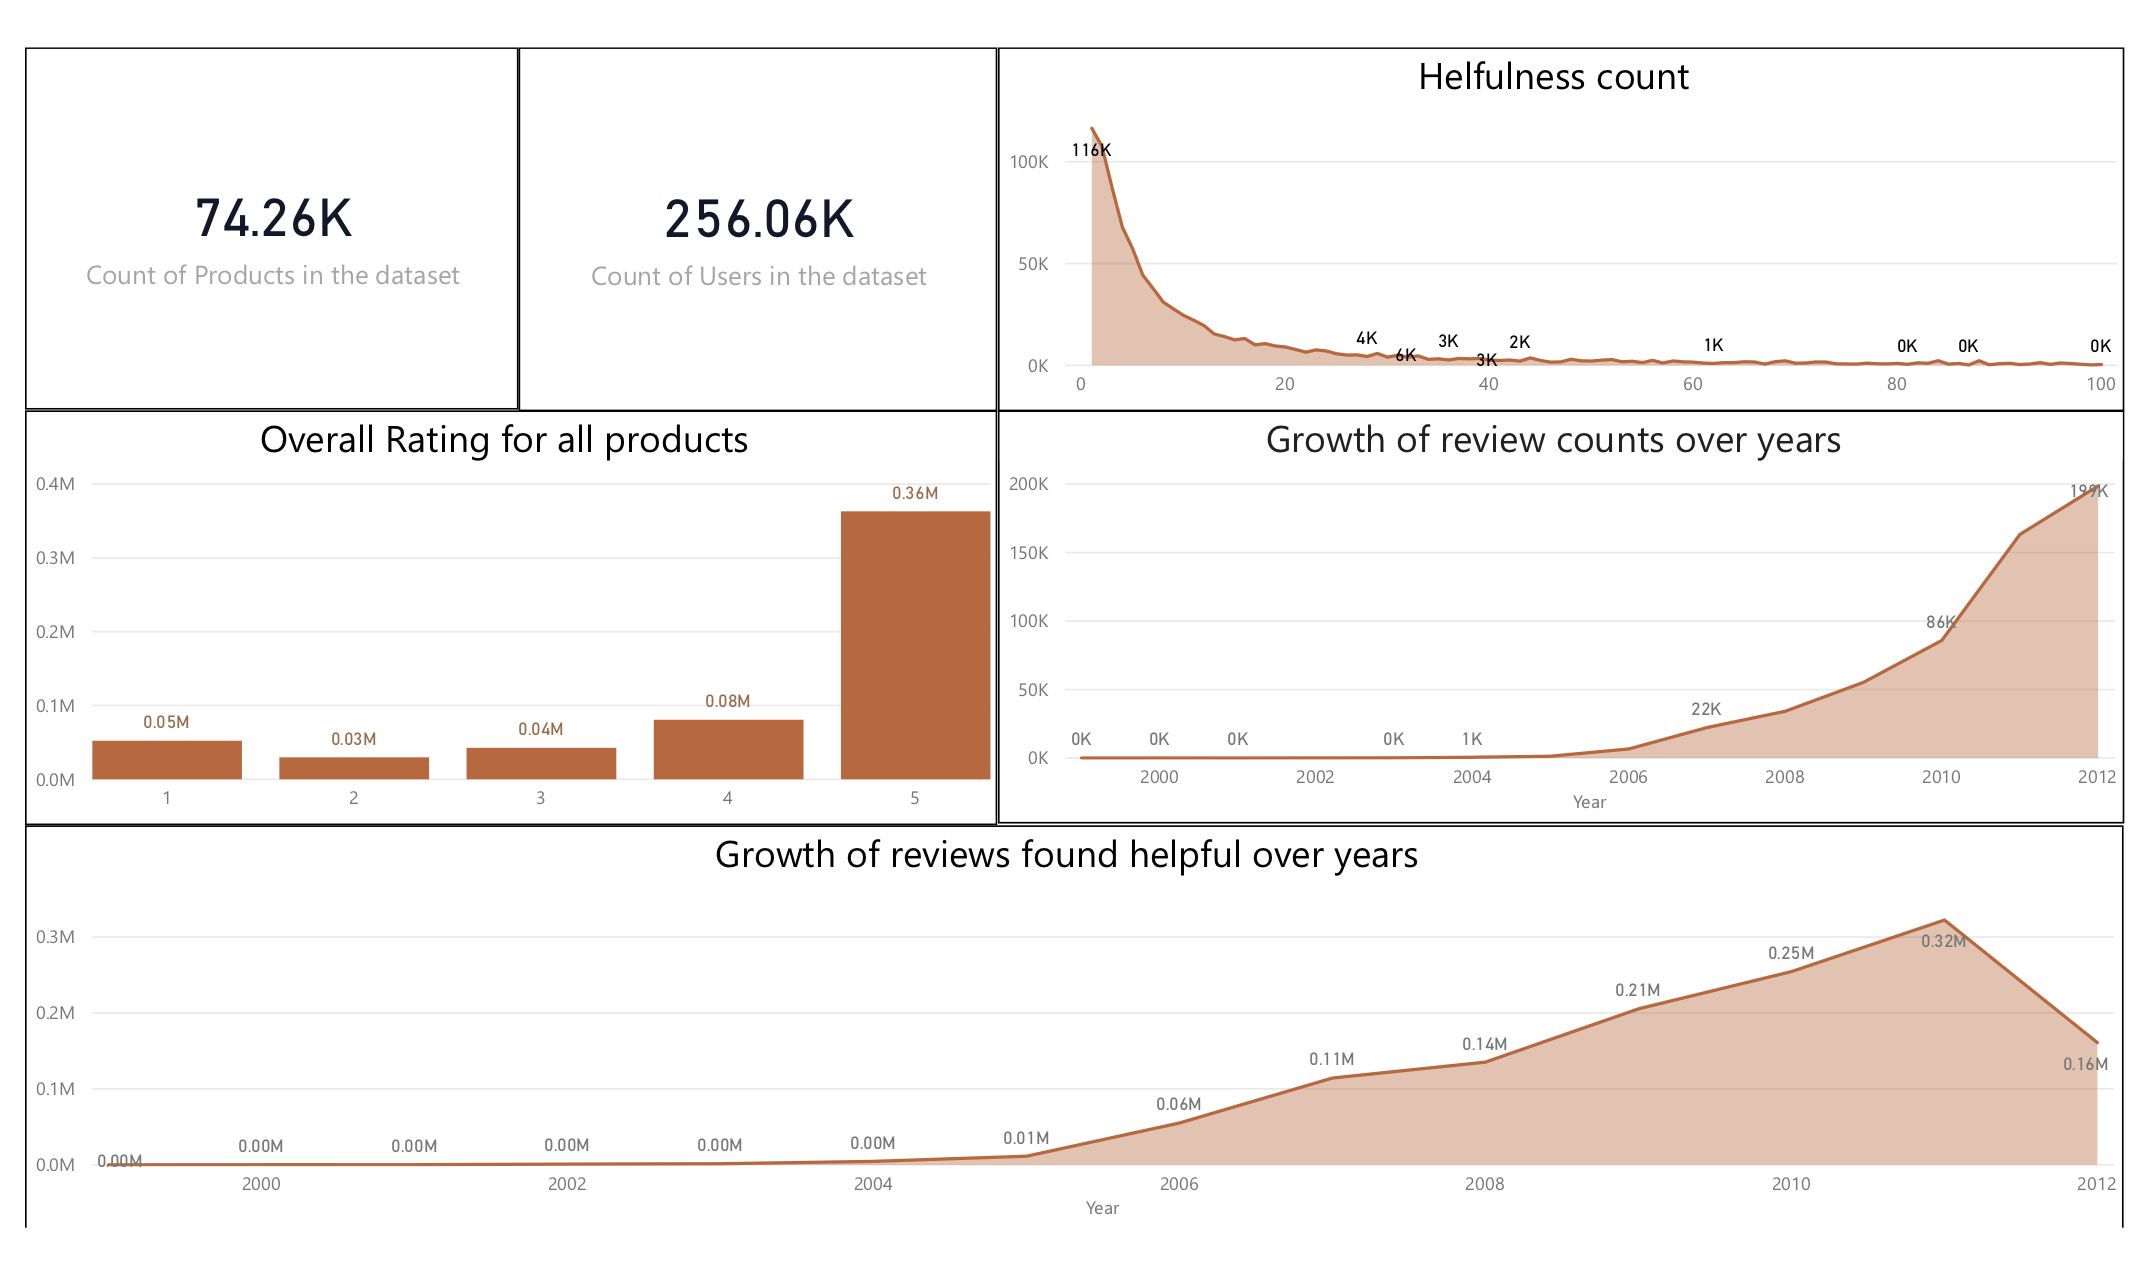 74.26K
Count of Products in the dataset
256.06K
Count of Users in the dataset
Helfulness count
100K
50K
0K
116K
4K
6K
3K
3K
2K
1K
0K
0K
0K
0 20 40 60 80 100
Overall Rating for all products
0.4M
0.3M
0.2M
0.1M
0.0M
0.05M
0.03M
0.04M
0.08M
0.36M
1 2 3 4 5
Growth of review counts over years
200K
150K
100K
50K
0K
0K
0K
0K
0K
1K
22K
86K
199K
2000 2002 2004 2006 2008 2010 2012
Year
Growth of reviews found helpful over years
0.3M
0.2M
0.1M
0.0M
0.00M
0.00M
0.00M
0.00M
0.00M
0.00M
0.01M
0.06M
0.11M
0.14M
0.21M
0.25M
0.32M
0.16M
2000 2002 2004 2006 2008 2010 2012
Year